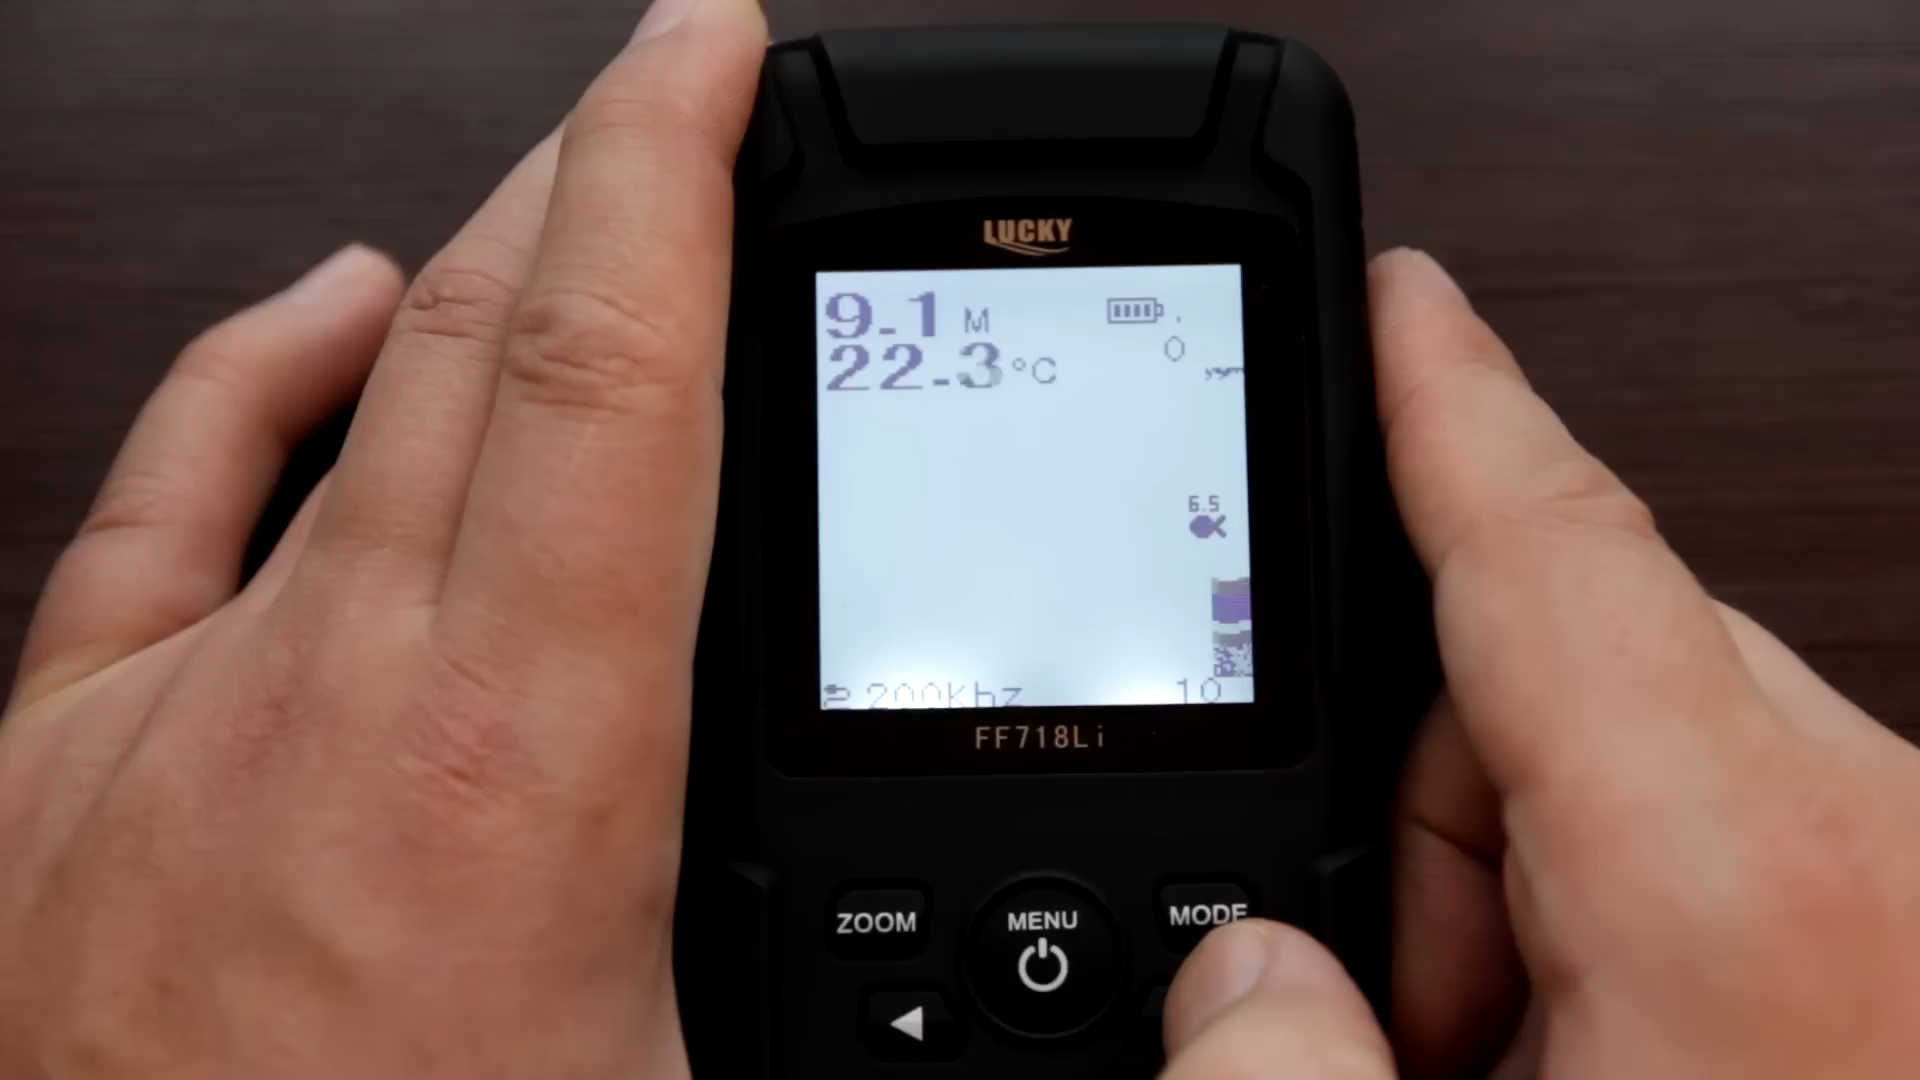 LUCKY
9.1 M
22.3°C
0
6.5
200Khz
10
FF718Li
ZOOM
MENU
MODE